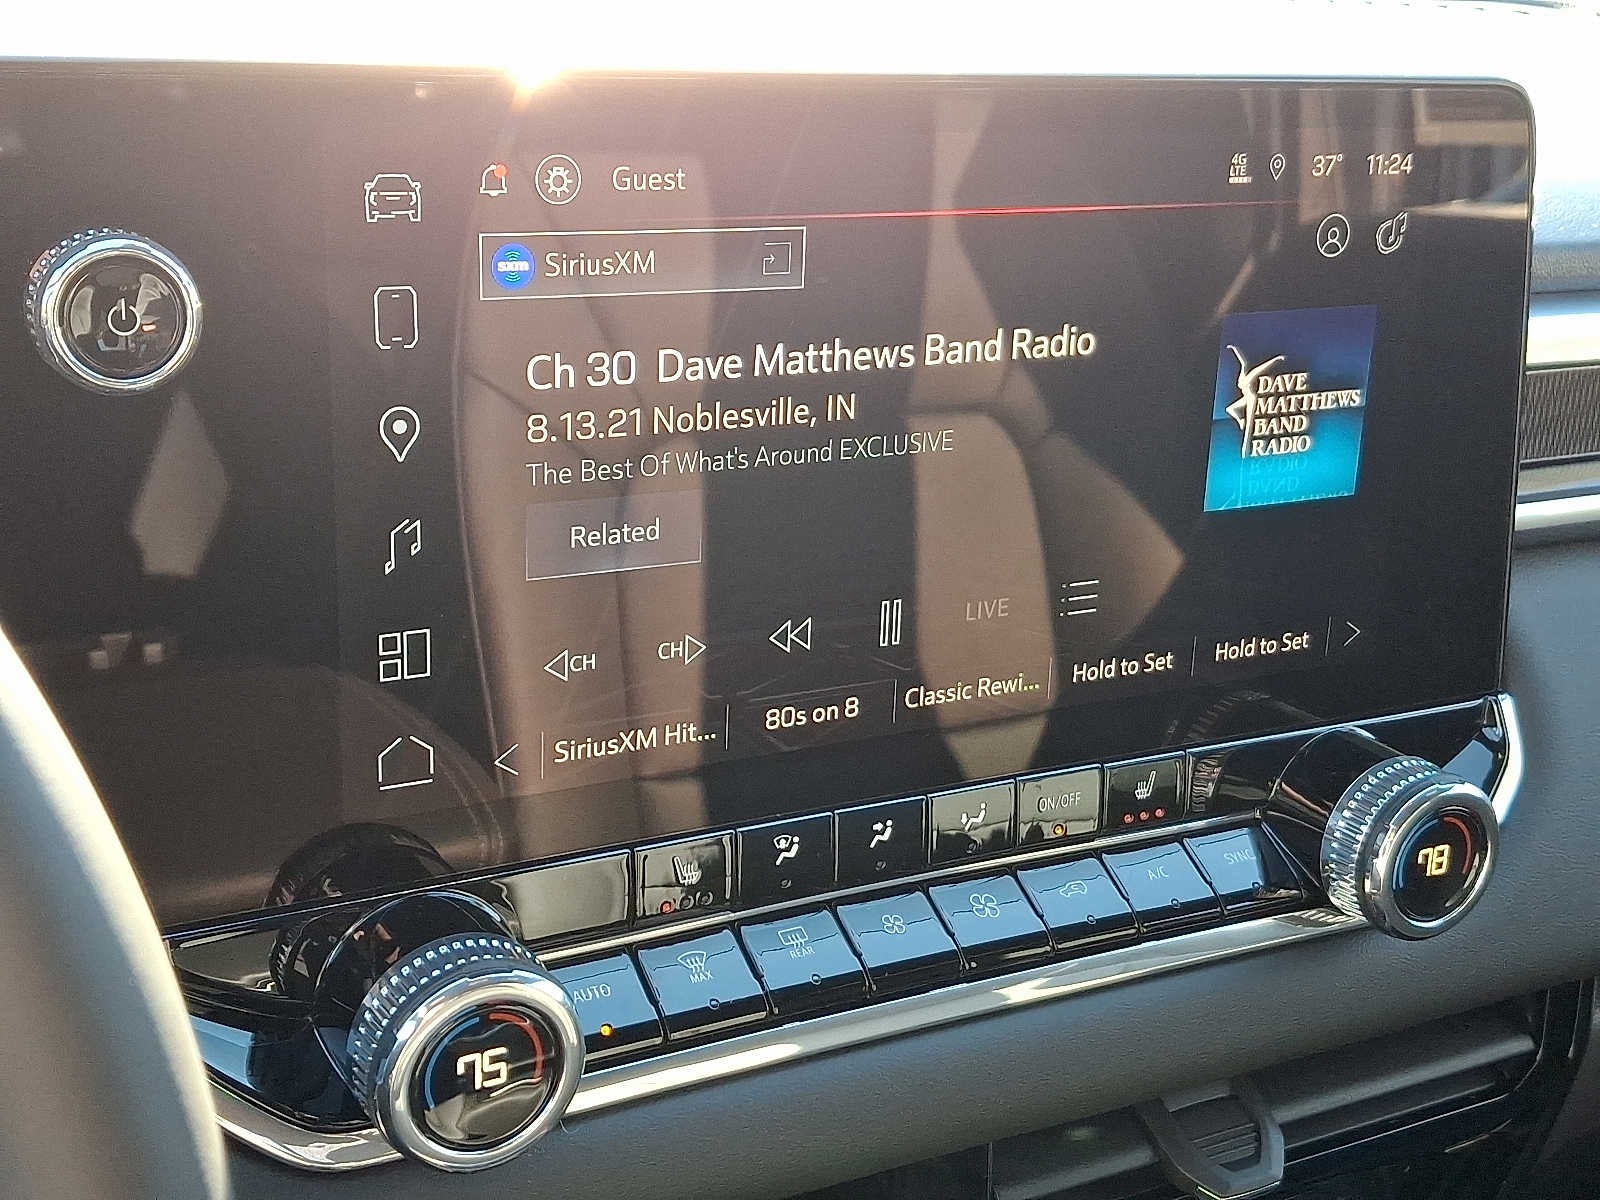 Guest
4G
LTE
37°
11:24
sxm
SiriusXM
Ch 30 Dave Matthews Band Radio
8.13.21 Noblesville, IN
The Best Of What's Around EXCLUSIVE
DAVE
MATTHEWS
BAND
RADIO
Related
CH
CH
LIVE
SiriusXM Hit...
80s on 8
Classic Rewi...
Hold to Set
Hold to Set
ON/OFF
AUTO
MAX
REAR
A/C
SYNC
75
78